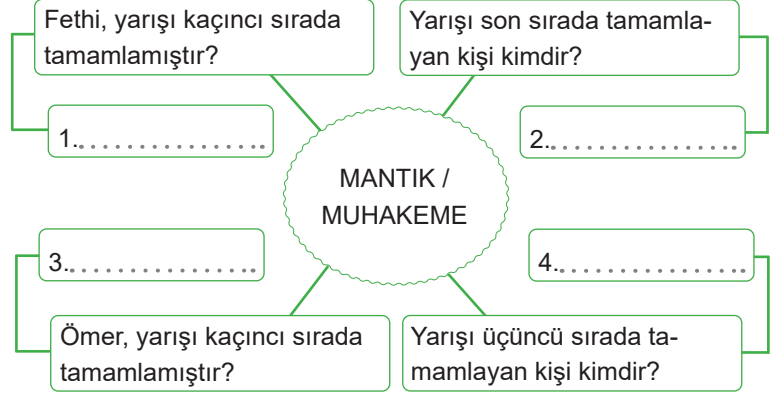 Fethi, yarışı kaçıncı sırada
tamamlamıştır?
Yarışı son sırada tamamla-
yan kişi kimdir?
1.................
2.................
MANTIK /
MUHAKEME
3.................
4.................
Ömer, yarışı kaçıncı sırada
tamamlamıştır?
Yarışı üçüncü sırada ta-
mamlayan kişi kimdir?